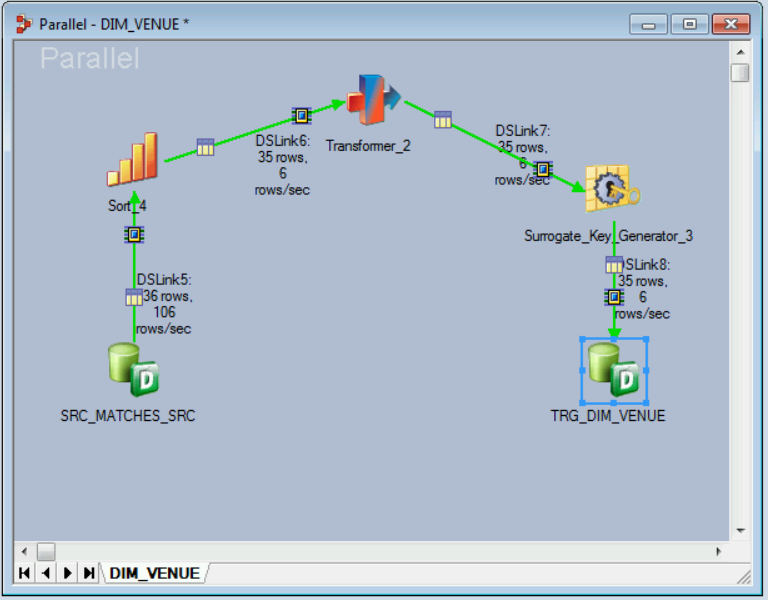 Parallel - DIM_VENUE *
Parallel
DSLink6:
35 rows,
6
rows/sec
Transformer_2
DSLink7:
35 rows,
6
rows/sec
Sort_4
Surrogate_Key_Generator_3
DSLink5:
36 rows,
106
rows/sec
DSLink8:
35 rows,
6
rows/sec
D
SRC_MATCHES_SRC
D
TRG_DIM_VENUE
DIM_VENUE